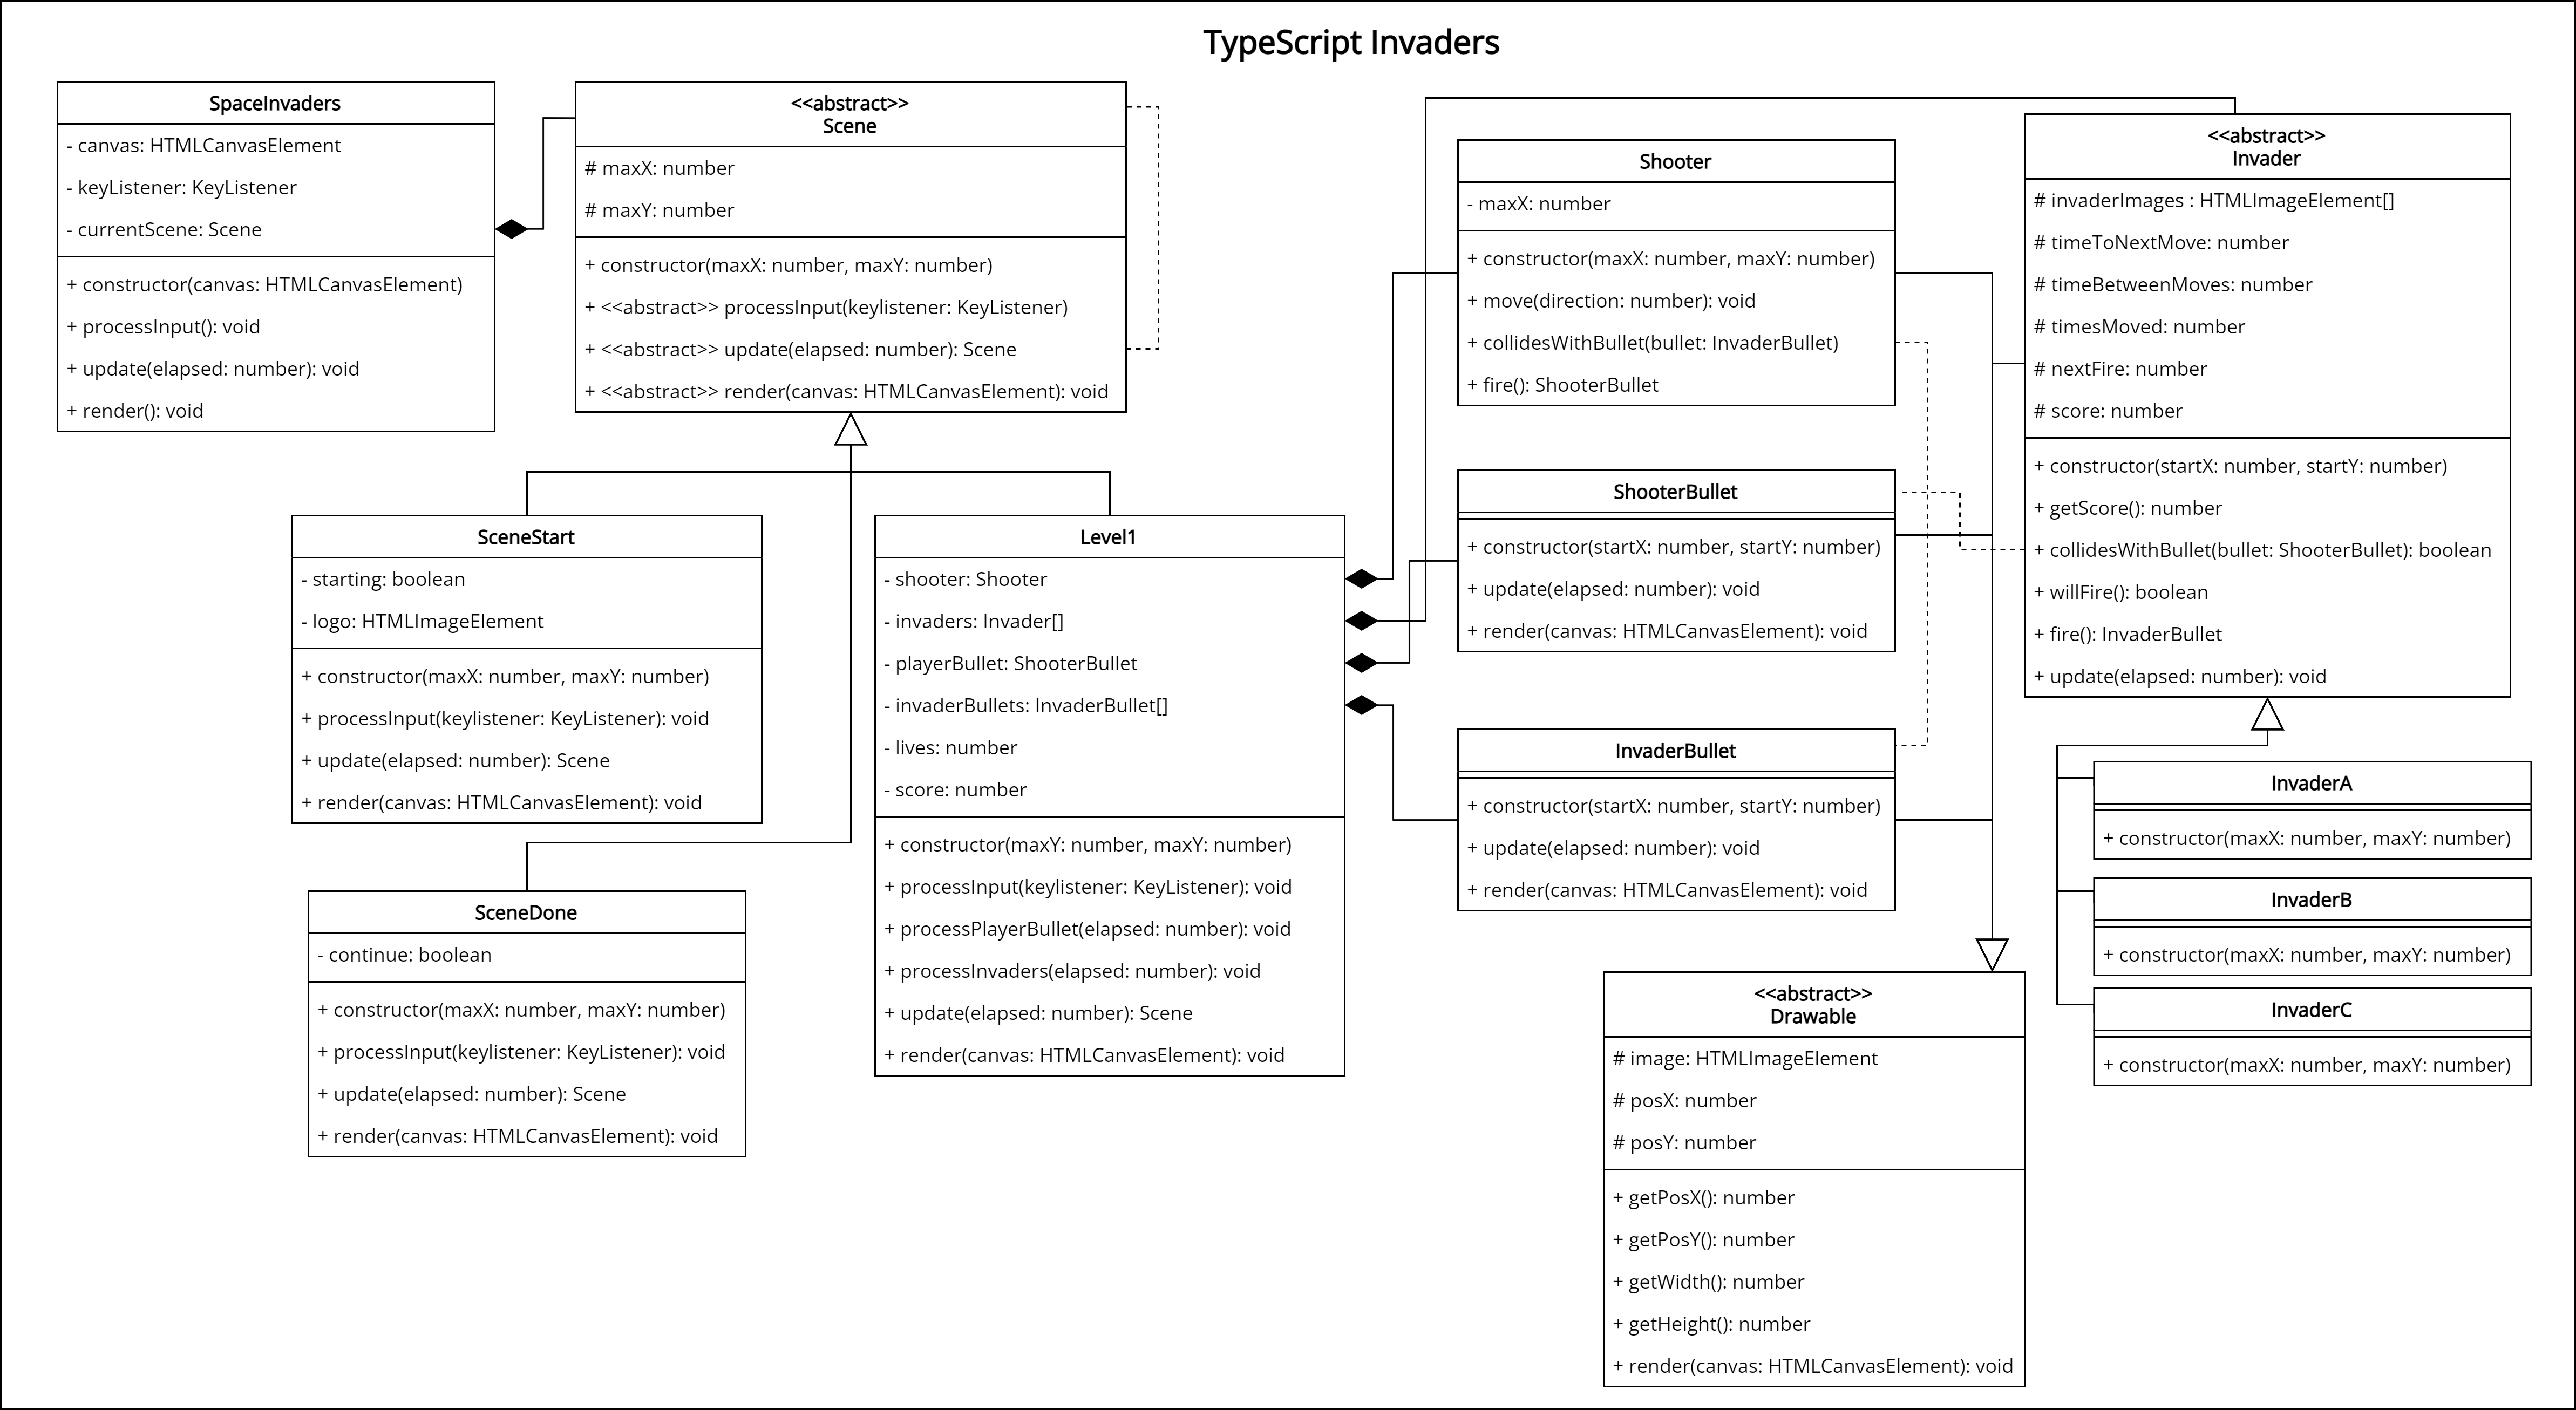 TypeScript Invaders
SpaceInvaders
- canvas: HTMLCanvasElement
- keyListener: KeyListener
- currentScene: Scene
+ constructor(canvas: HTMLCanvasElement)
+ processInput(): void
+ update(elapsed: number): void
+ render(): void
<<abstract>>
Scene
# maxX: number
# maxY: number
+ constructor(maxX: number, maxY: number)
+ <<abstract>> processInput(keylistener: KeyListener)
+ <<abstract>> update(elapsed: number): Scene
+ <<abstract>> render(canvas: HTMLCanvasElement): void
SceneStart
- starting: boolean
- logo: HTMLImageElement
+ constructor(maxX: number, maxY: number)
+ processInput(keylistener: KeyListener): void
+ update(elapsed: number): Scene
+ render(canvas: HTMLCanvasElement): void
SceneDone
- continue: boolean
+ constructor(maxX: number, maxY: number)
+ processInput(keylistener: KeyListener): void
+ update(elapsed: number): Scene
+ render(canvas: HTMLCanvasElement): void
Level1
- shooter: Shooter
- invaders: Invader[]
- playerBullet: ShooterBullet
- invaderBullets: InvaderBullet[]
- lives: number
- score: number
+ constructor(maxY: number, maxY: number)
+ processInput(keylistener: KeyListener): void
+ processPlayerBullet(elapsed: number): void
+ processInvaders(elapsed: number): void
+ update(elapsed: number): Scene
+ render(canvas: HTMLCanvasElement): void
Shooter
- maxX: number
+ constructor(maxX: number, maxY: number)
+ move(direction: number): void
+ collidesWithBullet(bullet: InvaderBullet)
+ fire(): ShooterBullet
ShooterBullet
+ constructor(startX: number, startY: number)
+ update(elapsed: number): void
+ render(canvas: HTMLCanvasElement): void
InvaderBullet
+ constructor(startX: number, startY: number)
+ update(elapsed: number): void
+ render(canvas: HTMLCanvasElement): void
<<abstract>>
Drawable
# image: HTMLImageElement
# posX: number
# posY: number
+ getPosX(): number
+ getPosY(): number
+ getWidth(): number
+ getHeight(): number
+ render(canvas: HTMLCanvasElement): void
<<abstract>>
Invader
# invaderImages : HTMLImageElement[]
# timeToNextMove: number
# timeBetweenMoves: number
# timesMoved: number
# nextFire: number
# score: number
+ constructor(startX: number, startY: number)
+ getScore(): number
+ collidesWithBullet(bullet: ShooterBullet): boolean
+ willFire(): boolean
+ fire(): InvaderBullet
+ update(elapsed: number): void
InvaderA
+ constructor(maxX: number, maxY: number)
InvaderB
+ constructor(maxX: number, maxY: number)
InvaderC
+ constructor(maxX: number, maxY: number)